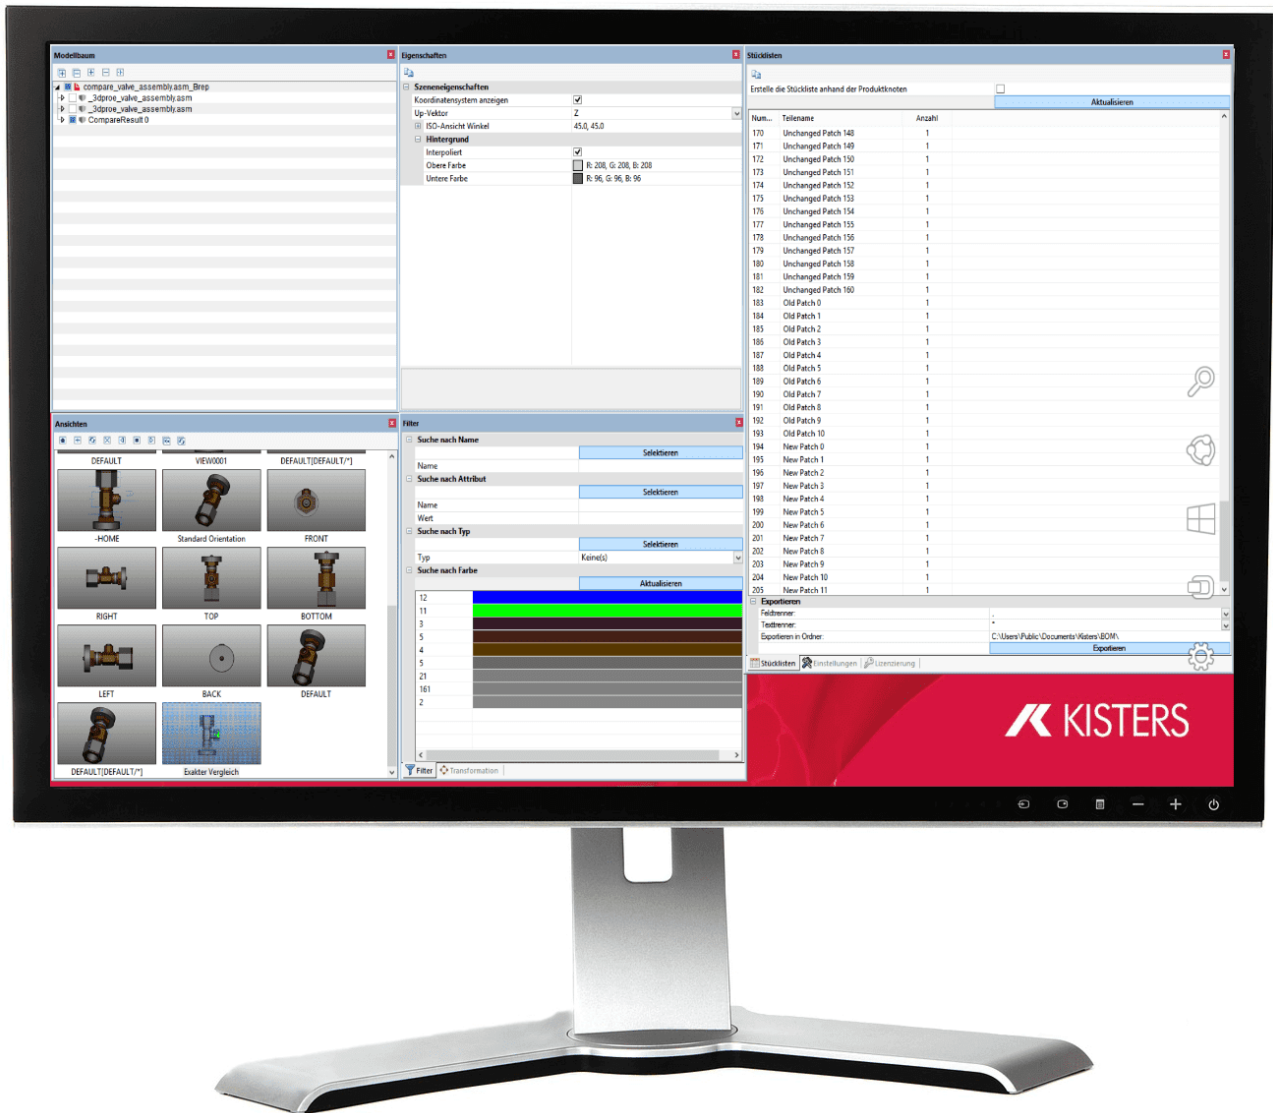 Modellbaum
compare_valve_assembly.asm_Brep
_3dproe_valve_assembly.asm
_3dproe_valve_assembly.asm
CompareResult 0
Eigenschaften
Szeneneigenschaften
Koordinatensystem anzeigen
Up-Vektor Z
ISO-Ansicht Winkel 45.0, 45.0
Hintergrund
Interpoliert
Obere Farbe R: 208, G: 208, B: 208
Untere Farbe R: 96, G: 96, B: 96
Stücklisten
Erstelle die Stückliste anhand der Produktknoten
Aktualisieren
Num... Teilename Anzahl
170 Unchanged Patch 148 1
171 Unchanged Patch 149 1
172 Unchanged Patch 150 1
173 Unchanged Patch 151 1
174 Unchanged Patch 152 1
175 Unchanged Patch 153 1
176 Unchanged Patch 154 1
177 Unchanged Patch 155 1
178 Unchanged Patch 156 1
179 Unchanged Patch 157 1
180 Unchanged Patch 158 1
181 Unchanged Patch 159 1
182 Unchanged Patch 160 1
183 Old Patch 0 1
184 Old Patch 1 1
185 Old Patch 2 1
186 Old Patch 3 1
187 Old Patch 4 1
188 Old Patch 5 1
189 Old Patch 6 1
190 Old Patch 7 1
191 Old Patch 8 1
192 Old Patch 9 1
193 Old Patch 10 1
194 New Patch 0 1
195 New Patch 1 1
196 New Patch 2 1
197 New Patch 3 1
198 New Patch 4 1
199 New Patch 5 1
200 New Patch 6 1
201 New Patch 7 1
202 New Patch 8 1
203 New Patch 9 1
204 New Patch 10 1
205 New Patch 11 1
Exportieren
Feldtrenner:
Texttrenner: "
Exportieren in Ordner: C:\Users\Public\Documents\Kisters\BOM\
Exportieren
Stücklisten Einstellungen Lizenzierung
Ansichten
DEFAULT VIEW0001 DEFAULT[DEFAULT/*]
-HOME Standard Orientation FRONT
RIGHT TOP BOTTOM
LEFT BACK DEFAULT
DEFAULT[DEFAULT/*] Exakter Vergleich
Filter
Suche nach Name
Selektieren
Name
Suche nach Attribut
Selektieren
Name
Wert
Suche nach Typ
Selektieren
Typ Keine(s)
Suche nach Farbe
Aktualisieren
12
11
3
5
4
5
21
161
2
Filter Transformation
KISTERS